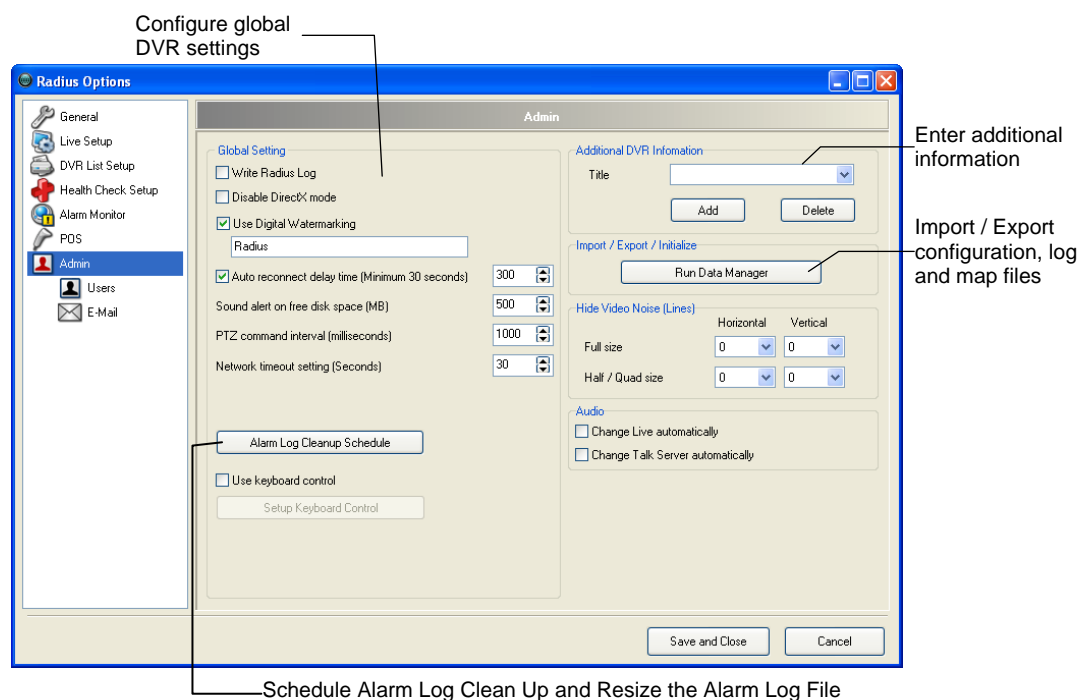 Configure global
DVR settings
Radius Options
General
Live Setup
DVR List Setup
Health Check Setup
Alarm Monitor
POS
Admin
Users
E-Mail
Admin
Global Setting
Write Radius Log
Disable DirectX mode
Use Digital Watermarking
Radius
Auto reconnect delay time (Minimum 30 seconds) 300
Sound alert on free disk space (MB) 500
PTZ command interval (milliseconds) 1000
Network timeout setting (Seconds) 30
Alarm Log Cleanup Schedule
Use keyboard control
Setup Keyboard Control
Additional DVR Infomation
Title
Add Delete
Import / Export / Initialize
Run Data Manager
Hide Video Noise (Lines)
Horizontal Vertical
Full size 0 0
Half / Quad size 0 0
Audio
Change Live automatically
Change Talk Server automatically
Save and Close Cancel
Enter additional
information
Import / Export
configuration, log
and map files
Schedule Alarm Log Clean Up and Resize the Alarm Log File